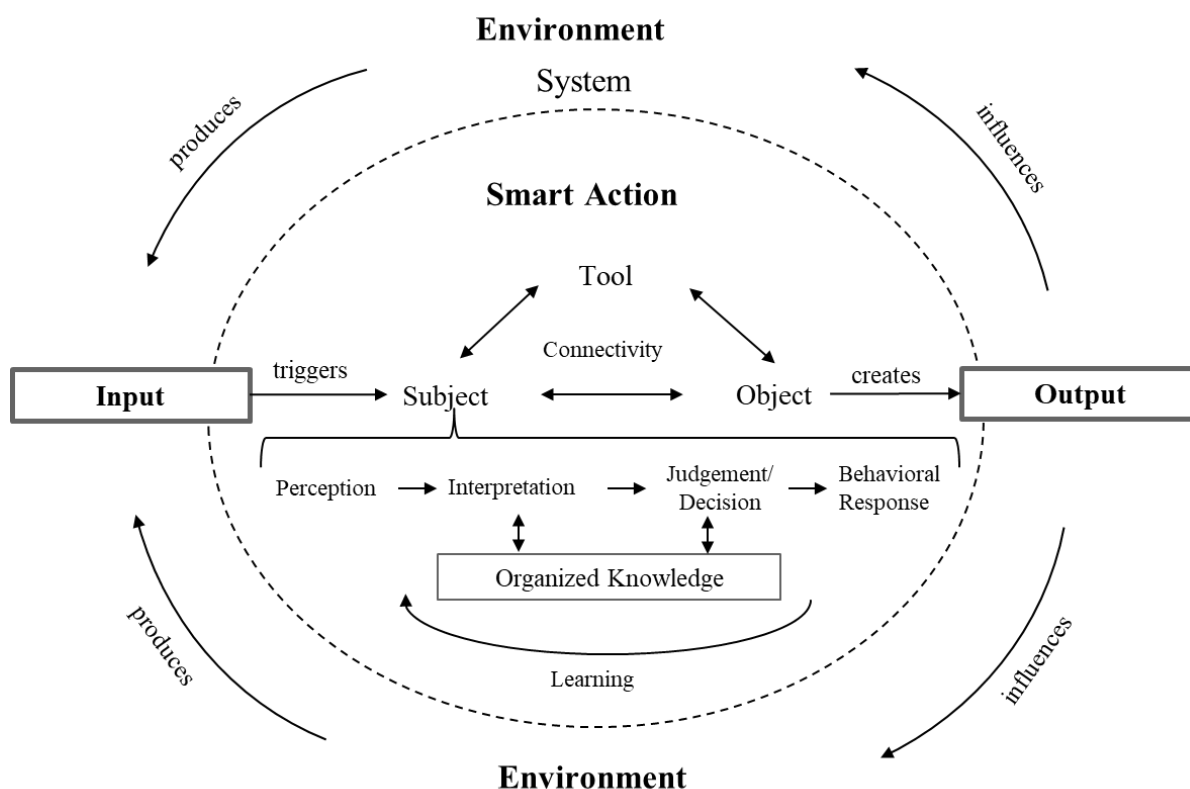 Environment
System
produces
influences
Smart Action
Tool
Connectivity
Input
triggers
Subject
Object
creates
Output
Perception
Interpretation
Judgement/
Decision
Behavioral
Response
Organized Knowledge
Learning
produces
influences
Environment